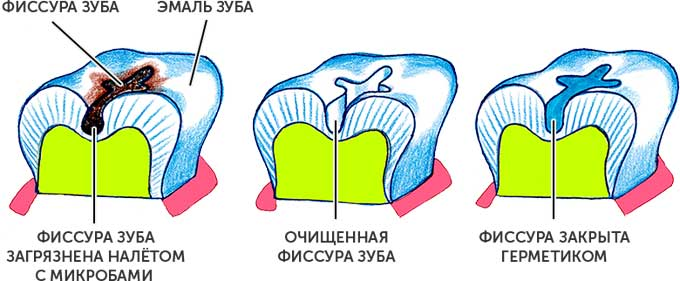 ФИССУРА ЗУБА
ЭМАЛЬ ЗУБА
ФИССУРА ЗУБА
ЗАГРЯЗНЕНА НАЛЁТОМ
С МИКРОБАМИ
ОЧИЩЕННАЯ
ФИССУРА ЗУБА
ФИССУРА ЗАКРЫТА
ГЕРМЕТИКОМ